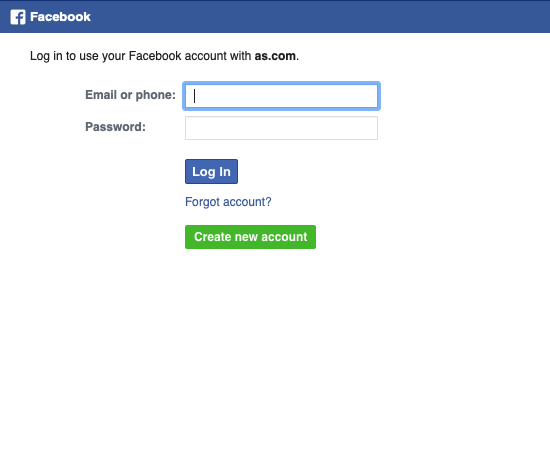 Facebook
Log in to use your Facebook account with as.com.
Email or phone:
Password:
Log In
Forgot account?
Create new account